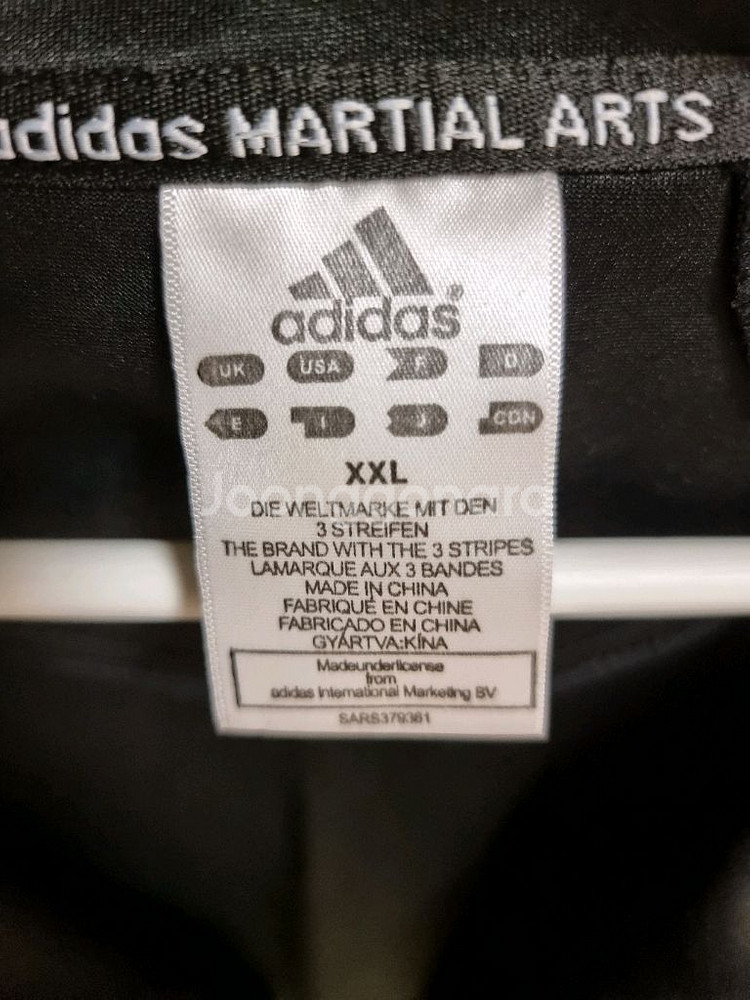 adidas MARTIAL ARTS
adidas®
UK USA F D
E I J CDN
XXL
DIE WELTMARKE MIT DEN
3 STREIFEN
THE BRAND WITH THE 3 STRIPES
LAMARQUE AUX 3 BANDES
MADE IN CHINA
FABRIQUÉ EN CHINE
FABRICADO EN CHINA
GYÁRTVA:KÍNA
Madeunderlicense
from
adidas International Marketing BV
SARS379361
Joonggonara